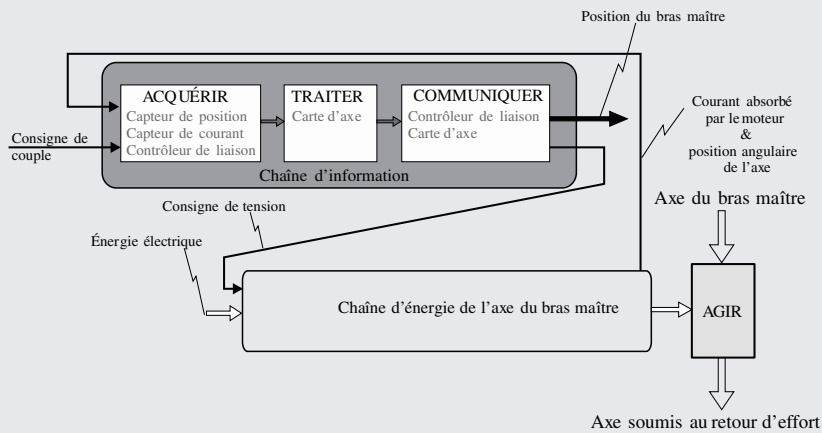 Position du bras maître
ACQUÉRIR
Capteur de position
Capteur de courant
Contrôleur de liaison
TRAITER
Carte d'axe
COMMUNIQUER
Contrôleur de liaison
Carte d'axe
Consigne de
couple
Chaîne d'information
Courant absorbé
par le moteur
&
position angulaire
de l'axe
Axe du bras maître
Consigne de tension
Énergie électrique
Chaîne d'énergie de l'axe du bras maître
AGIR
Axe soumis au retour d'effort